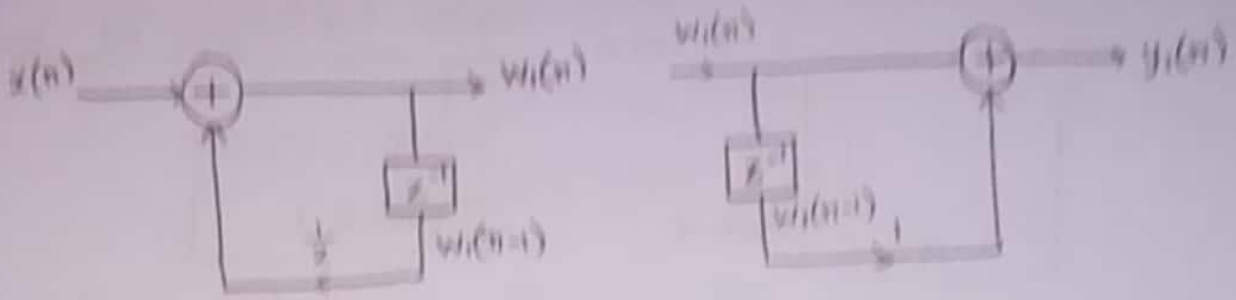 x(n)
+
w₁(n)
z⁻¹
w₁(n-1)
w₁(n)
+
y₁(n)
z⁻¹
w₁(n-1)
1